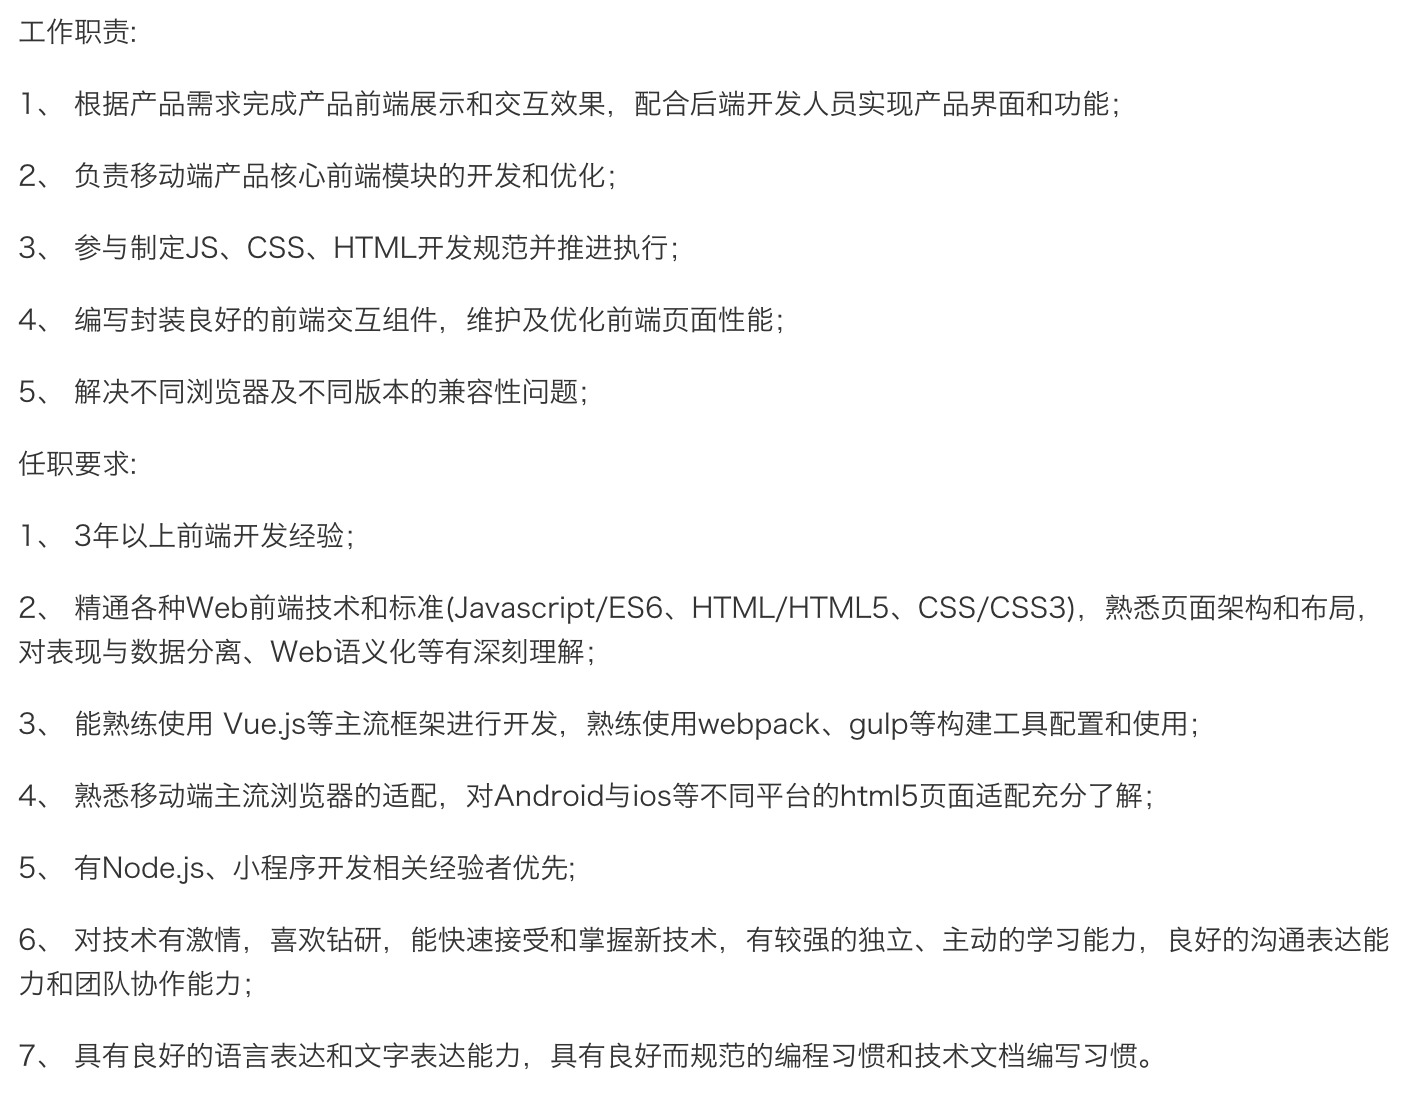 工作职责:
1、 根据产品需求完成产品前端展示和交互效果，配合后端开发人员实现产品界面和功能；
2、 负责移动端产品核心前端模块的开发和优化；
3、 参与制定JS、CSS、HTML开发规范并推进执行；
4、 编写封装良好的前端交互组件，维护及优化前端页面性能；
5、 解决不同浏览器及不同版本的兼容性问题；
任职要求:
1、 3年以上前端开发经验；
2、 精通各种Web前端技术和标准(Javascript/ES6、HTML/HTML5、CSS/CSS3)，熟悉页面架构和布局，
对表现与数据分离、Web语义化等有深刻理解；
3、 能熟练使用 Vue.js等主流框架进行开发，熟练使用webpack、gulp等构建工具配置和使用；
4、 熟悉移动端主流浏览器的适配，对Android与ios等不同平台的html5页面适配充分了解；
5、 有Node.js、小程序开发相关经验者优先;
6、 对技术有激情，喜欢钻研，能快速接受和掌握新技术，有较强的独立、主动的学习能力，良好的沟通表达能
力和团队协作能力；
7、 具有良好的语言表达和文字表达能力，具有良好而规范的编程习惯和技术文档编写习惯。